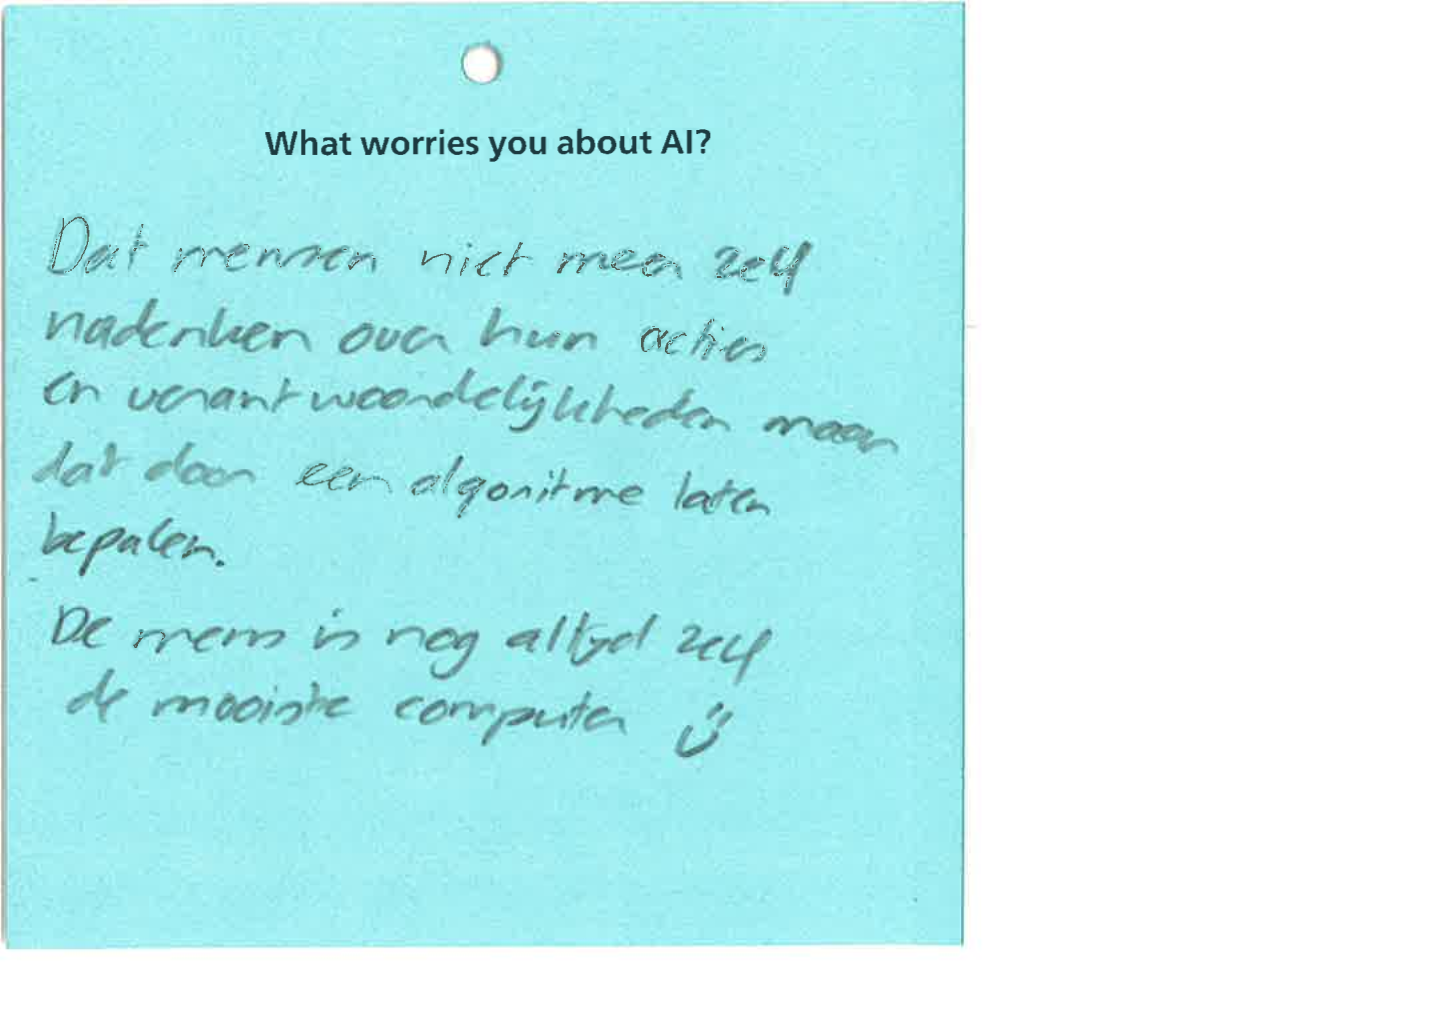 What worries you about AI?
Dat mensen niet meer zelf
nadenken over hun acties
en verantwoordelijkheden maar
dat door een algoritme laten
bepalen.
De mens is nog altijd zelf
de mooiste computer ü